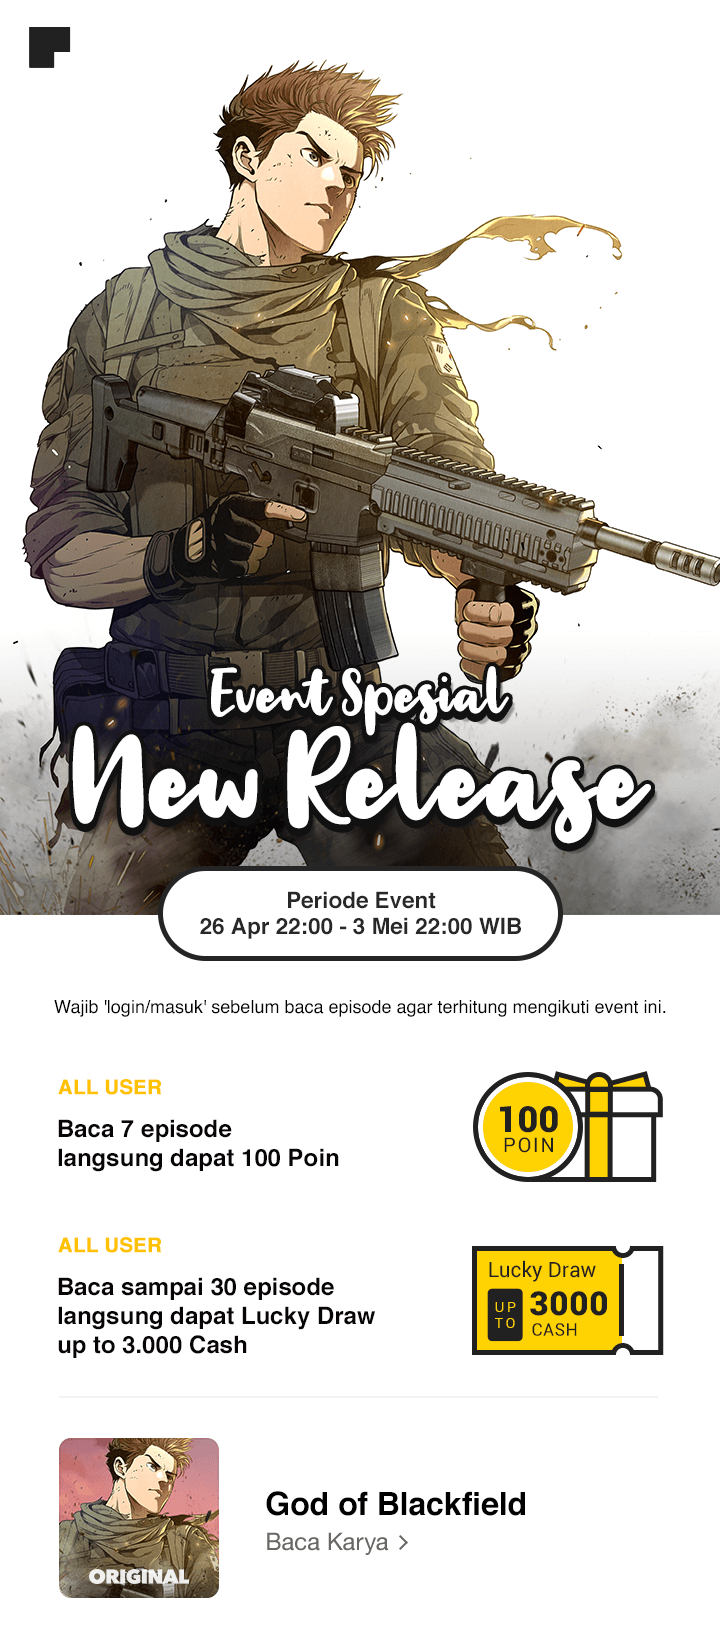 Event Spesial
New Release
Periode Event
26 Apr 22:00 - 3 Mei 22:00 WIB
Wajib 'login/masuk' sebelum baca episode agar terhitung mengikuti event ini.
ALL USER
Baca 7 episode
langsung dapat 100 Poin
100
POIN
ALL USER
Baca sampai 30 episode
langsung dapat Lucky Draw
up to 3.000 Cash
Lucky Draw
UP TO
3000
CASH
ORIGINAL
God of Blackfield
Baca Karya >